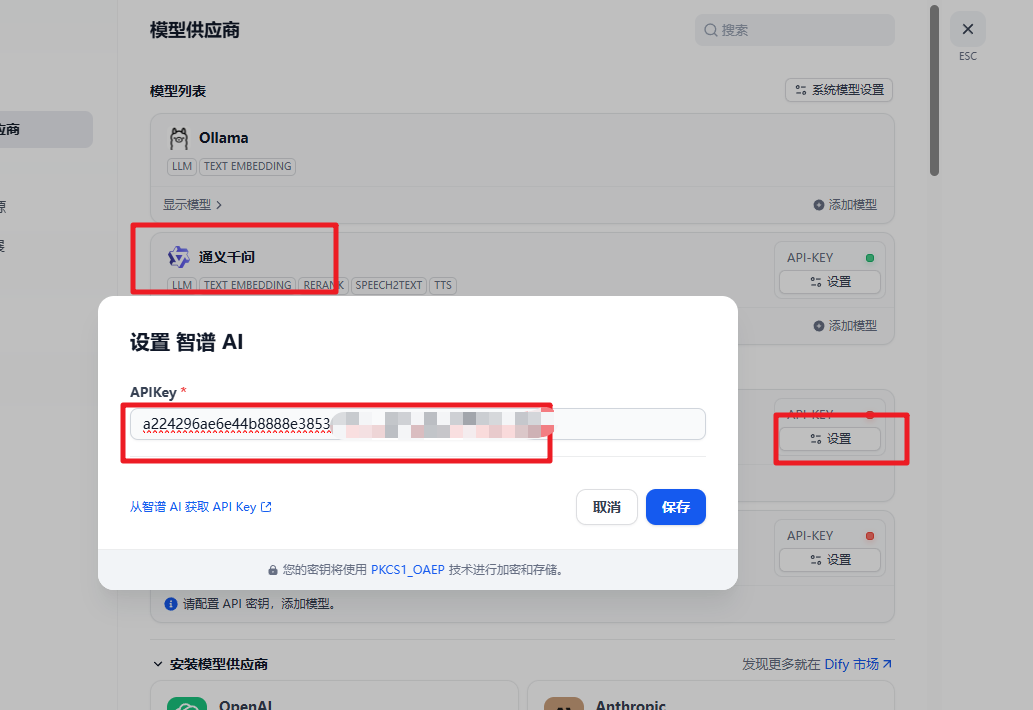 模型供应商
搜索
ESC
模型列表
系统模型设置
应商
Ollama
LLM TEXT EMBEDDING
显示模型
添加模型
通义千问
LLM TEXT EMBEDDING RERANK SPEECH2TEXT TTS
API-KEY
设置
添加模型
设置 智谱 AI
APIKey *
a224296ae6e44b8888e3853
API-KEY
设置
从智谱 AI 获取 API Key
取消
保存
API-KEY
设置
您的密钥将使用 PKCS1_OAEP 技术进行加密和存储。
请配置 API 密钥，添加模型。
安装模型供应商
发现更多就在 Dify 市场
OpenAI
Anthropic